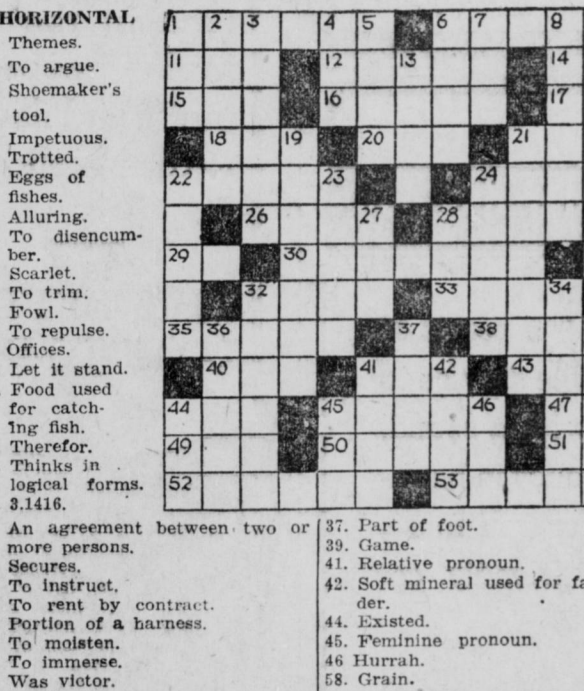 HORIZONTAL
Themes.
To argue.
Shoemaker's
tool.
Impetuous.
Trotted.
Eggs of
fishes.
Alluring.
To disencum-
ber.
Scarlet.
To trim.
Fowl.
To repulse.
Offices.
Let it stand.
Food used
for catch-
ing fish.
Therefor.
Thinks in
logical forms.
3.1416.
An agreement between two or
more persons.
Secures.
To instruct.
To rent by contract.
Portion of a harness.
To moisten.
To immerse.
Was victor.
1 2 3 4 5 6 7 8
11 12 13 14
15 16 17
18 19 20 21
22 23 24
26 27 28
29 30
32 33 34
35 36 37 38
40 41 42 43
44 45 46 47
49 50 51
52 53
37. Part of foot.
39. Game.
41. Relative pronoun.
42. Soft mineral used for
der.
44. Existed.
45. Feminine pronoun.
46 Hurrah.
58. Grain.